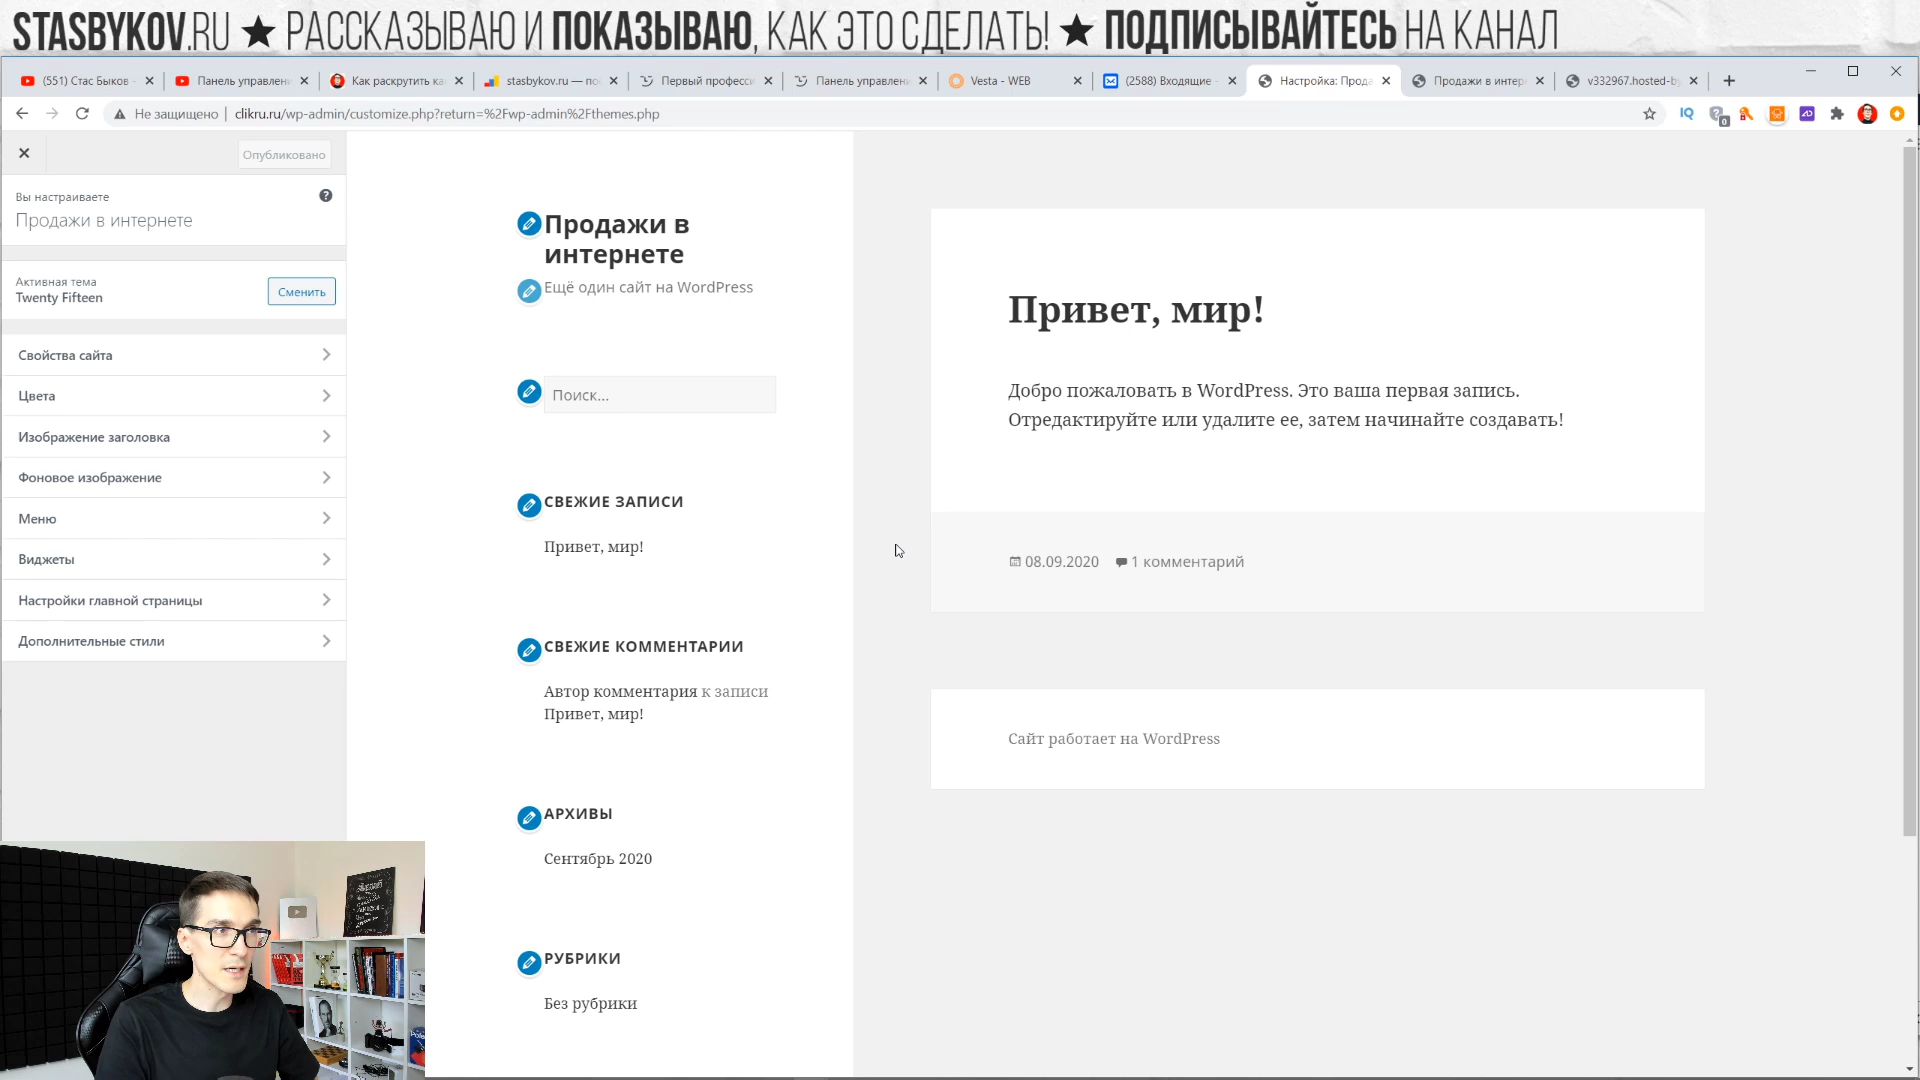 STASBYKOV.RU ★ РАССКАЗЫВАЮ И ПОКАЗЫВАЮ, КАК ЭТО СДЕЛАТЬ! ★ ПОДПИСЫВАЙТЕСЬ НА КАНАЛ
(551) Стас Быков -
Панель управлени
Как раскрутить ка
stasbykov.ru — по
Первый професси
Панель управлени
Vesta - WEB
(2588) Входящие -
Настройка: Прода
Продажи в интер
v332967.hosted-by
Не защищено | clikru.ru/wp-admin/customize.php?return=%2Fwp-admin%2Fthemes.php
IQ
0
Опубликовано
Вы настраиваете
Продажи в интернете
Активная тема
Twenty Fifteen
Сменить
Свойства сайта
Цвета
Изображение заголовка
Фоновое изображение
Меню
Виджеты
Настройки главной страницы
Дополнительные стили
Продажи в
интернете
Ещё один сайт на WordPress
Поиск…
СВЕЖИЕ ЗАПИСИ
Привет, мир!
СВЕЖИЕ КОММЕНТАРИИ
Автор комментария к записи
Привет, мир!
АРХИВЫ
Сентябрь 2020
РУБРИКИ
Без рубрики
Привет, мир!
Добро пожаловать в WordPress. Это ваша первая запись.
Отредактируйте или удалите ее, затем начинайте создавать!
08.09.2020
1 комментарий
Сайт работает на WordPress